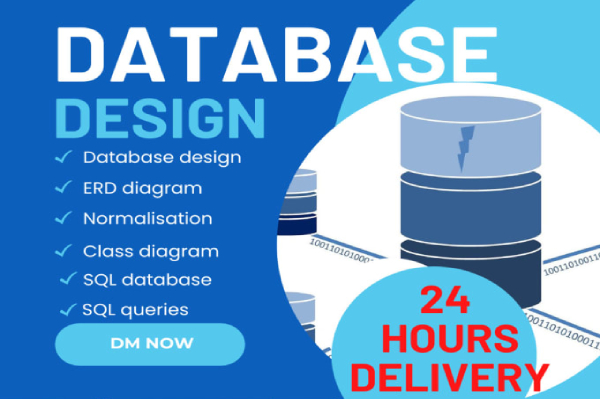 DATABASE
DESIGN
Database design
ERD diagram
Normalisation
Class diagram
SQL database
SQL queries
DM NOW
24
HOURS
DELIVERY